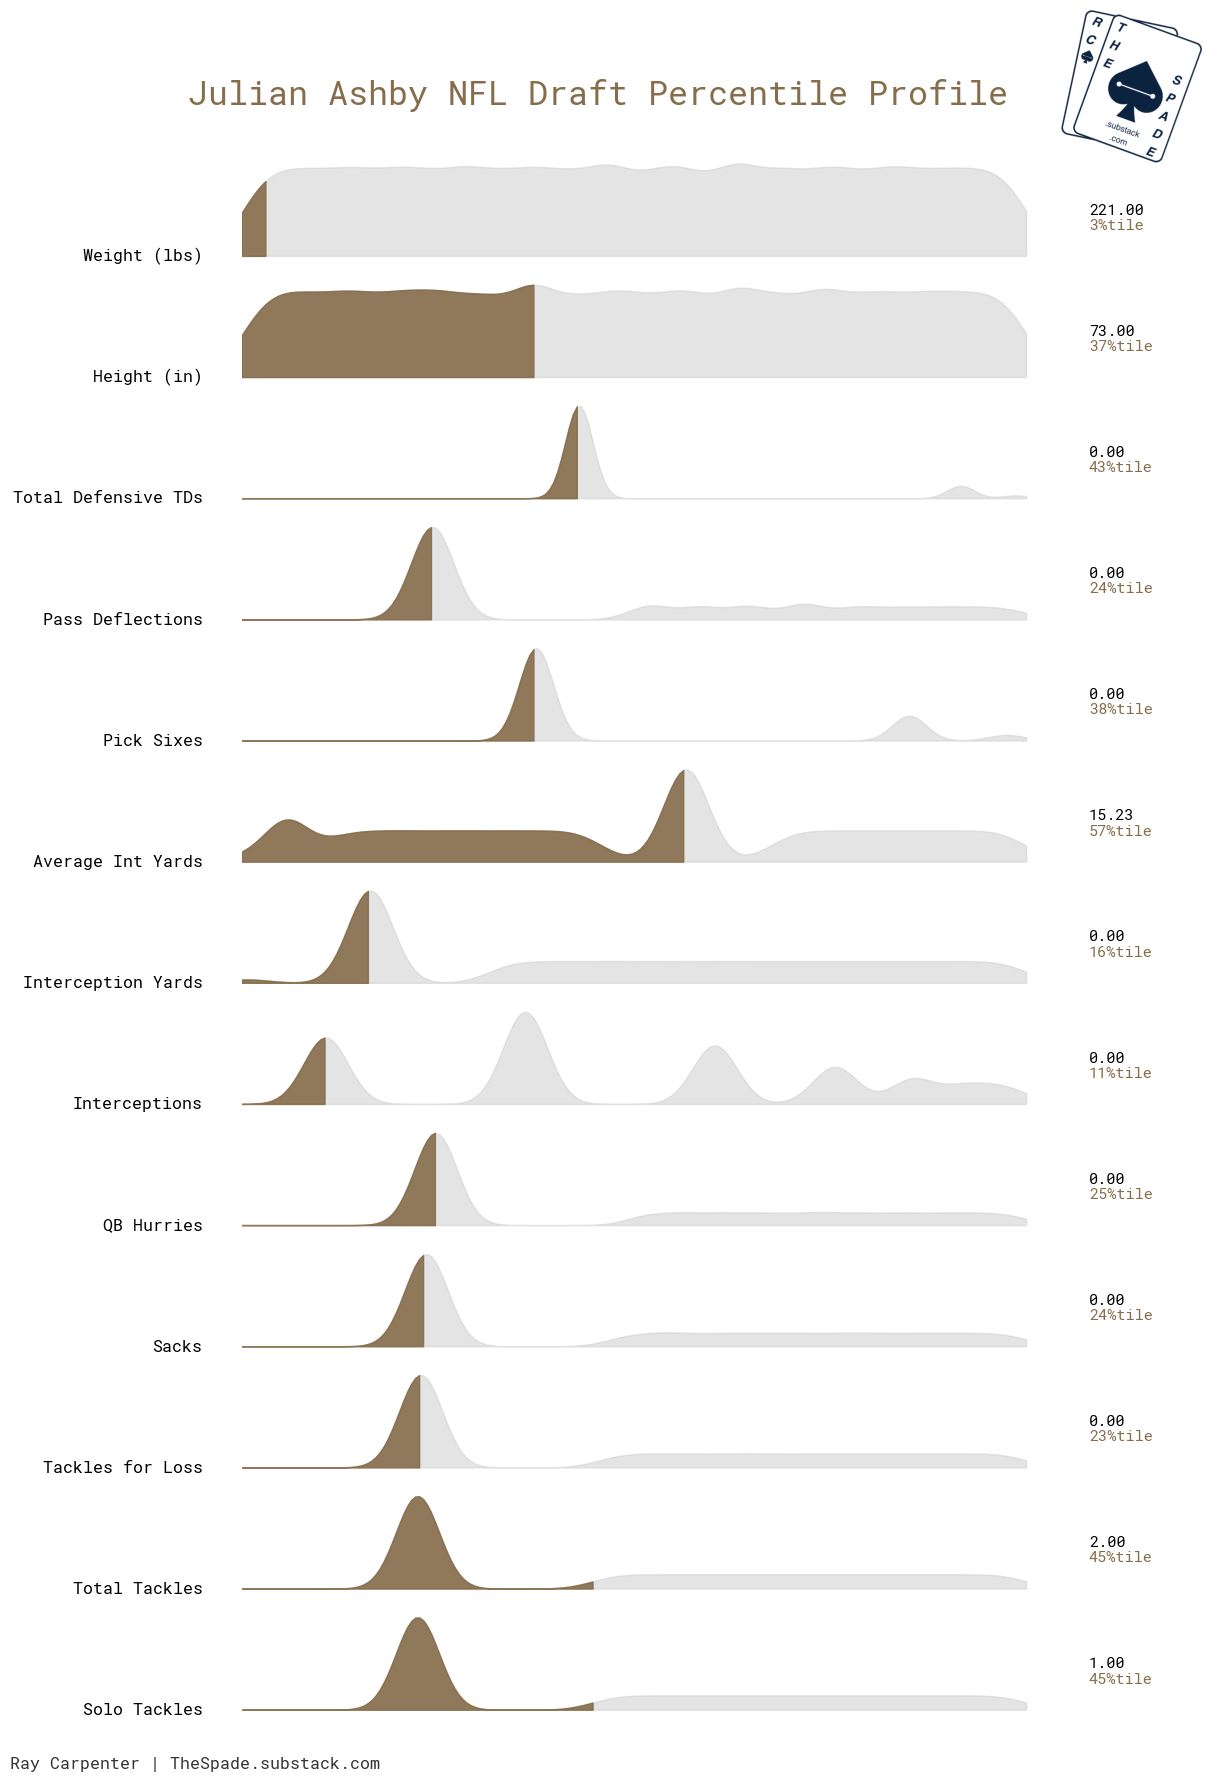 R
C
T
H
E
SPADE
.substack
.com
Julian Ashby NFL Draft Percentile Profile
Weight (lbs)
221.00
3%tile
Height (in)
73.00
37%tile
Total Defensive TDs
0.00
43%tile
Pass Deflections
0.00
24%tile
Pick Sixes
0.00
38%tile
Average Int Yards
15.23
57%tile
Interception Yards
0.00
16%tile
Interceptions
0.00
11%tile
QB Hurries
0.00
25%tile
Sacks
0.00
24%tile
Tackles for Loss
0.00
23%tile
Total Tackles
2.00
45%tile
Solo Tackles
1.00
45%tile
Ray Carpenter | TheSpade.substack.com